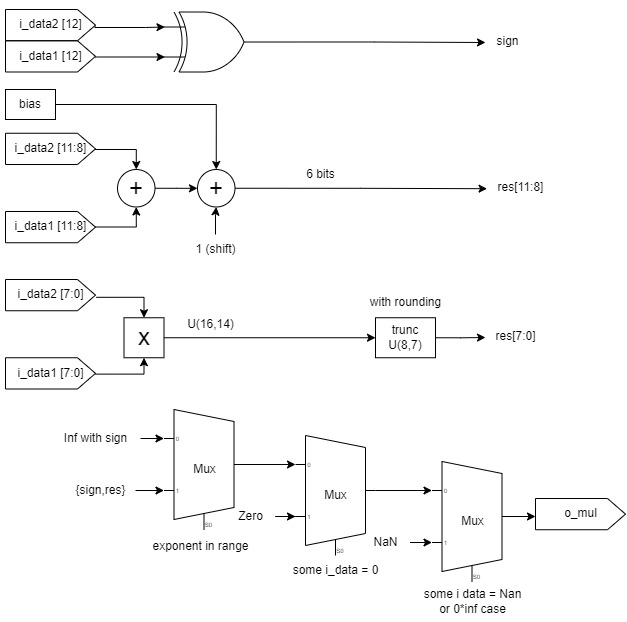 i_data2 [12]
i_data1 [12]
sign
bias
i_data2 [11:8]
+
+
6 bits
res[11:8]
i_data1 [11:8]
1 (shift)
i_data2 [7:0]
with rounding
U(16,14)
X
trunc
U(8,7)
res[7:0]
i_data1 [7:0]
Inf with sign
0
Mux
{sign,res}
1
S0
exponent in range
0
Mux
Zero
1
S0
some i_data = 0
0
Mux
NaN
1
S0
some i data = Nan
or 0*inf case
o_mul